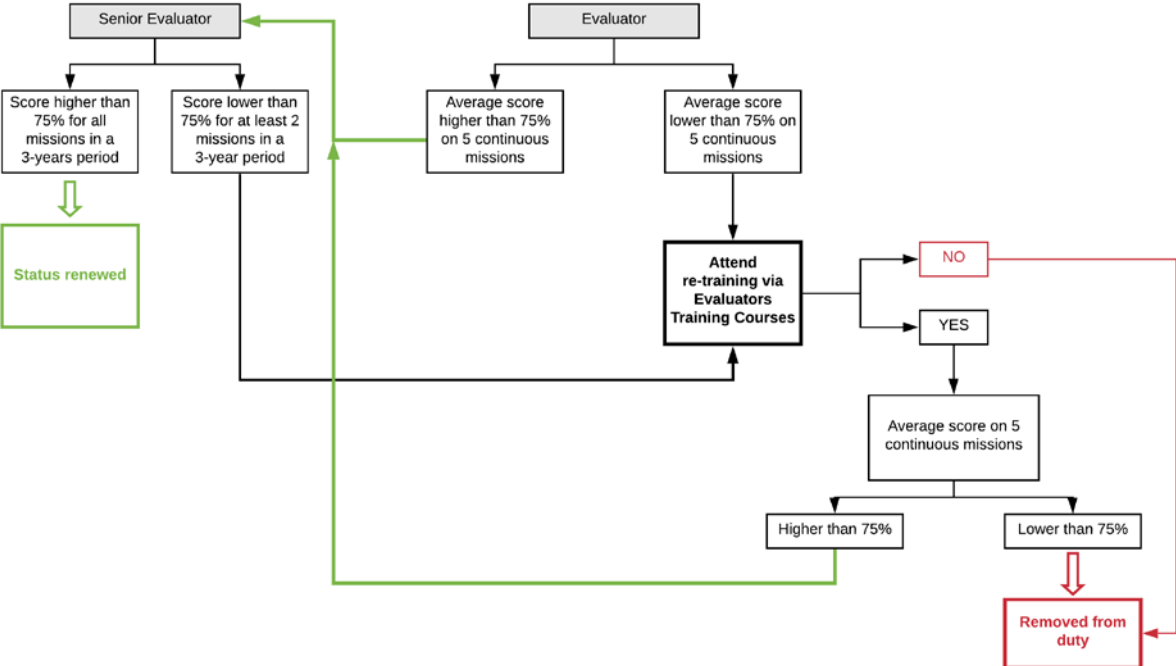 Senior Evaluator
Evaluator
Score higher than
75% for all
missions in a
3-years period
Score lower than
75% for at least 2
missions in a
3-year period
Average score
higher than 75%
on 5 continuous
missions
Average score
lower than 75% on
5 continuous
missions
Status renewed
Attend
re-training via
Evaluators
Training Courses
NO
YES
Average score on 5
continuous missions
Higher than 75%
Lower than 75%
Removed from
duty